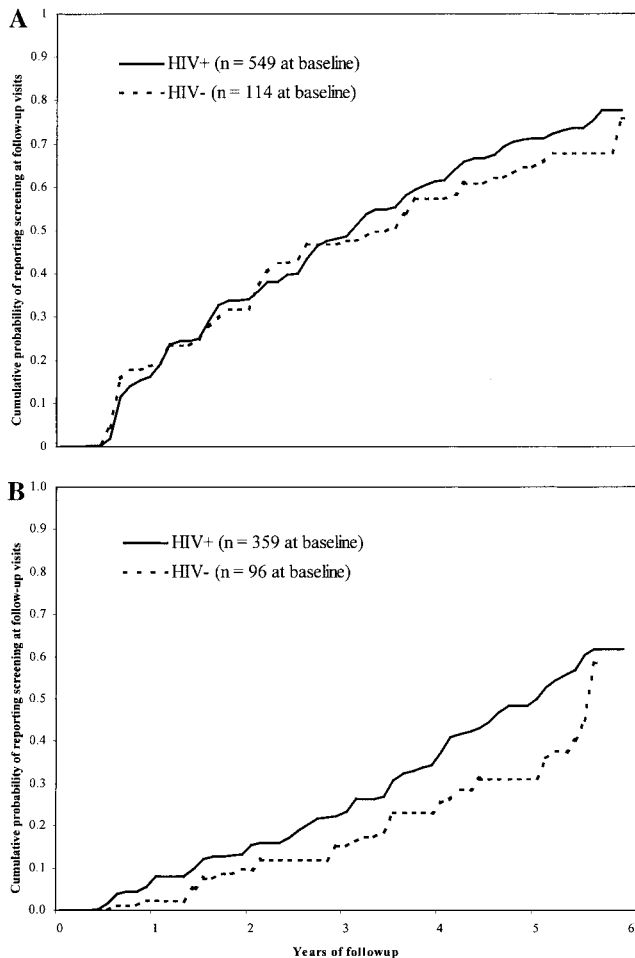 A
Cumulative probability of reporting screening at follow-up visits
1
0.9
0.8
0.7
0.6
0.5
0.4
0.3
0.2
0.1
0
HIV+ (n = 549 at baseline)
HIV- (n = 114 at baseline)
B
Cumulative probability of reporting screening at follow-up visits
1.0
0.9
0.8
0.7
0.6
0.5
0.4
0.3
0.2
0.1
0.0
HIV+ (n = 359 at baseline)
HIV- (n = 96 at baseline)
0 1 2 3 4 5 6
Years of followup